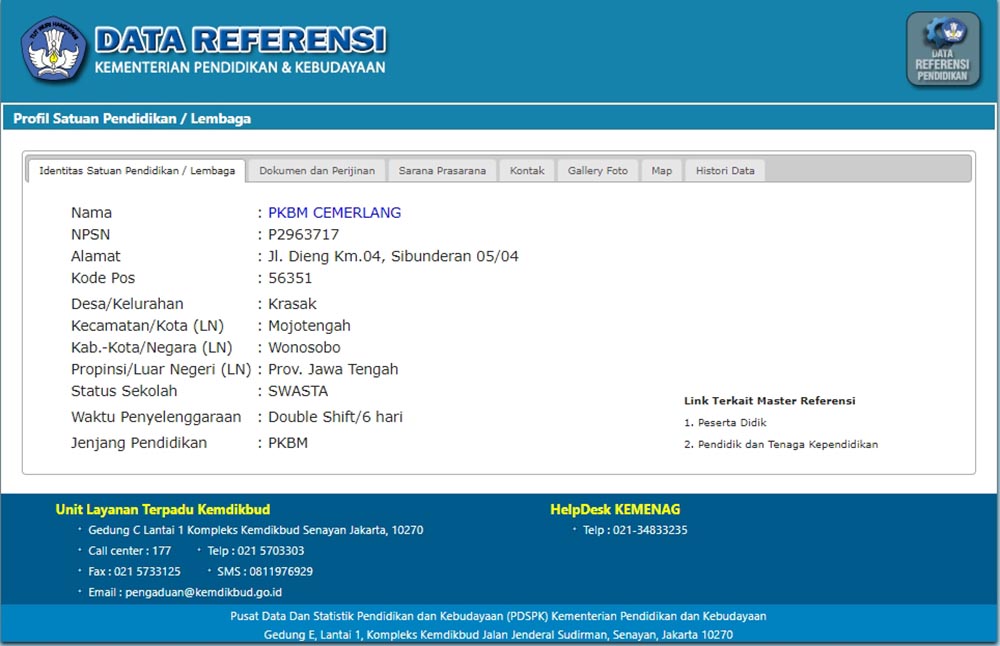 TUT WURI HANDAYANI
DATA REFERENSI
KEMENTERIAN PENDIDIKAN & KEBUDAYAAN
DATA
REFERENSI
PENDIDIKAN
Profil Satuan Pendidikan / Lembaga
Identitas Satuan Pendidikan / Lembaga Dokumen dan Perijinan Sarana Prasarana Kontak Gallery Foto Map Histori Data
Nama : PKBM CEMERLANG
NPSN : P2963717
Alamat : Jl. Dieng Km.04, Sibunderan 05/04
Kode Pos : 56351
Desa/Kelurahan : Krasak
Kecamatan/Kota (LN) : Mojotengah
Kab.-Kota/Negara (LN) : Wonosobo
Propinsi/Luar Negeri (LN) : Prov. Jawa Tengah
Status Sekolah : SWASTA
Waktu Penyelenggaraan : Double Shift/6 hari
Jenjang Pendidikan : PKBM
Link Terkait Master Referensi
1. Peserta Didik
2. Pendidik dan Tenaga Kependidikan
Unit Layanan Terpadu Kemdikbud
· Gedung C Lantai 1 Kompleks Kemdikbud Senayan Jakarta, 10270
· Call center : 177 · Telp : 021 5703303
· Fax : 021 5733125 · SMS : 0811976929
· Email : pengaduan@kemdikbud.go.id
HelpDesk KEMENAG
· Telp : 021-34833235
Pusat Data Dan Statistik Pendidikan dan Kebudayaan (PDSPK) Kementerian Pendidikan dan Kebudayaan
Gedung E, Lantai 1, Kompleks Kemdikbud Jalan Jenderal Sudirman, Senayan, Jakarta 10270